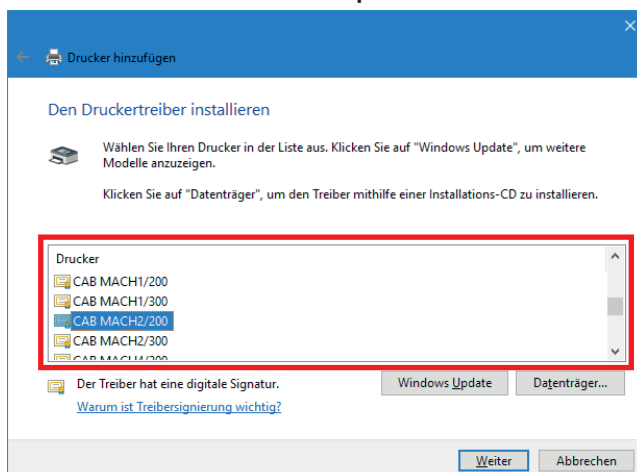 Drucker hinzufügen
Den Druckertreiber installieren
Wählen Sie Ihren Drucker in der Liste aus. Klicken Sie auf "Windows Update", um weitere
Modelle anzuzeigen.
Klicken Sie auf "Datenträger", um den Treiber mithilfe einer Installations-CD zu installieren.
Drucker
CAB MACH1/200
CAB MACH1/300
CAB MACH2/200
CAB MACH2/300
CAB MACH4/200
Der Treiber hat eine digitale Signatur.
Windows Update
Datenträger...
Warum ist Treibersignierung wichtig?
Weiter
Abbrechen